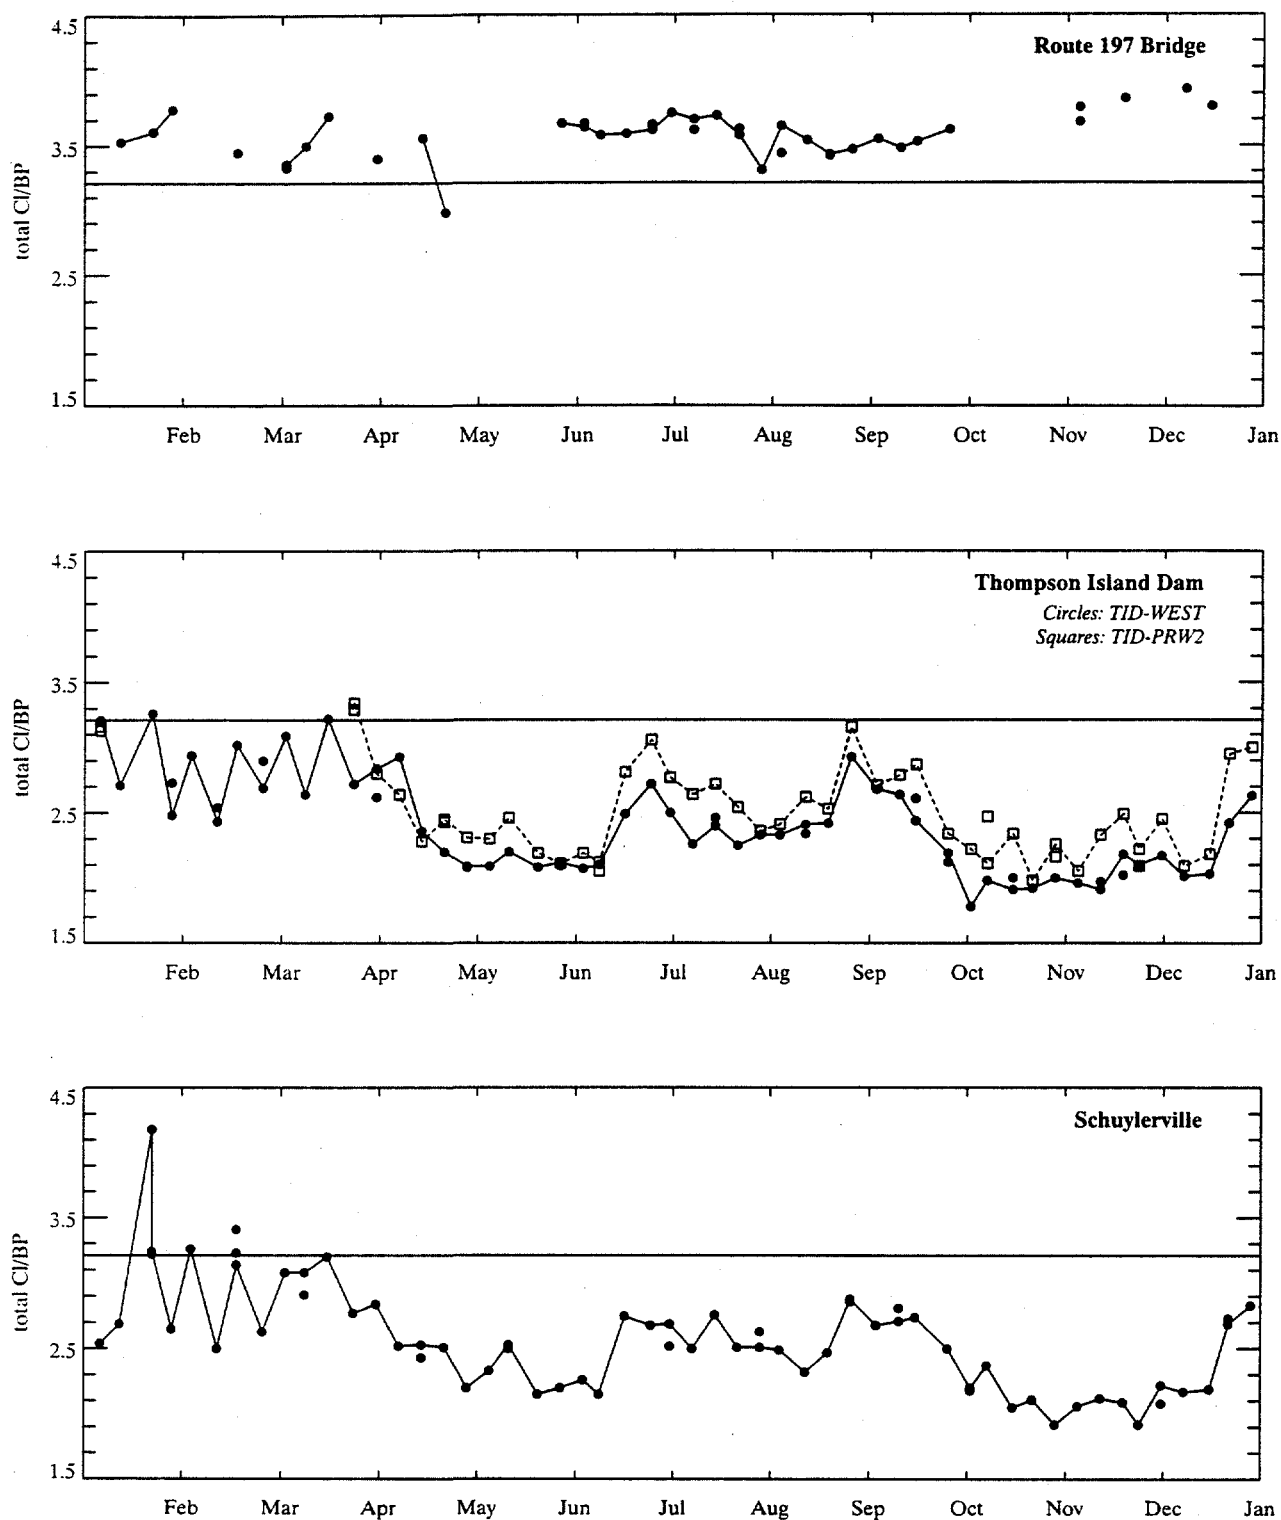 4.5
Route 197 Bridge
3.5
total Cl/BP
2.5
1.5
Feb Mar Apr May Jun Jul Aug Sep Oct Nov Dec Jan
4.5
Thompson Island Dam
Circles: TID-WEST
Squares: TID-PRW2
3.5
total Cl/BP
2.5
1.5
Feb Mar Apr May Jun Jul Aug Sep Oct Nov Dec Jan
4.5
Schuylerville
3.5
total Cl/BP
2.5
1.5
Feb Mar Apr May Jun Jul Aug Sep Oct Nov Dec Jan